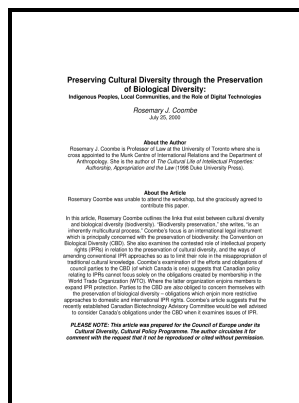 Preserving Cultural Diversity through the Preservation
of Biological Diversity:
Indigenous Peoples, Local Communities, and the Role of Digital Technologies
Rosemary J. Coombe
July 25, 2000
About the Author
Rosemary J. Coombe is Professor of Law at the University of Toronto where she is
cross appointed to the Munk Centre of International Relations and the Department of
Anthropology. She is the author of The Cultural Life of Intellectual Properties:
Authorship, Appropriation and the Law (1998 Duke University Press).
About the Article
Rosemary Coombe was unable to attend the workshop, but she graciously agreed to
contribute this paper.
In this article, Rosemary Coombe outlines the links that exist between cultural diversity
and biological diversity (biodiversity). "Biodiversity preservation," she writes, "is an
inherently multicultural process." Coombe's focus is an international legal instrument
which is principally concerned with the preservation of biodiversity: the Convention on
Biological Diversity (CBD). She also examines the contested role of intellectual property
rights (IPRs) in relation to the preservation of cultural diversity, and the ways of
amending conventional IPR approaches so as to limit their role in the misappropriation of
traditional cultural knowledge. Coombe's examination of the efforts and obligations of
council parties to the CBD (of which Canada is one) suggests that Canadian policy
relating to IPRs cannot focus solely on the obligations created by membership in the
World Trade Organization (WTO). Where the latter organization enjoins members to
expand IPR protection, Parties to the CBD are also obliged to concern themselves with
the preservation of biological diversity – obligations which enjoin more restrictive
approaches to domestic and international IPR rights. Coombe's article suggests that the
recently established Canadian Biotechnology Advisory Committee would be well advised
to consider Canada's obligations under the CBD when it examines issues of IPR.
PLEASE NOTE: This article was prepared for the Council of Europe under its
Cultural Diversity, Cultural Policy Programme. The author circulates it for
comment with the request that it not be reproduced or cited without permission.